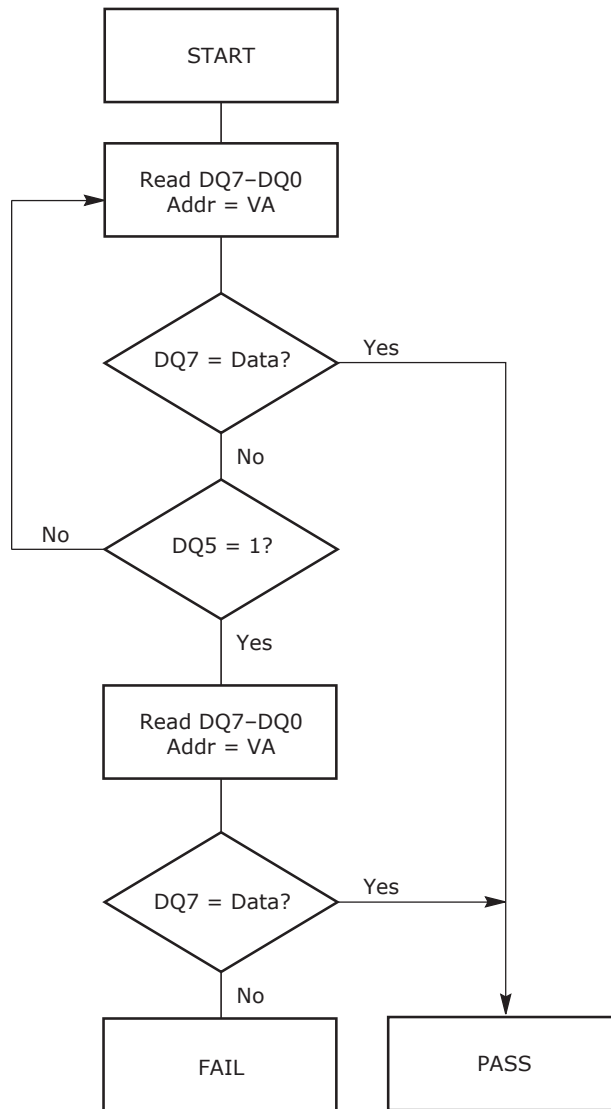 START
Read DQ7–DQ0
Addr = VA
DQ7 = Data?
Yes
No
No
DQ5 = 1?
Yes
Read DQ7–DQ0
Addr = VA
DQ7 = Data?
Yes
No
FAIL
PASS